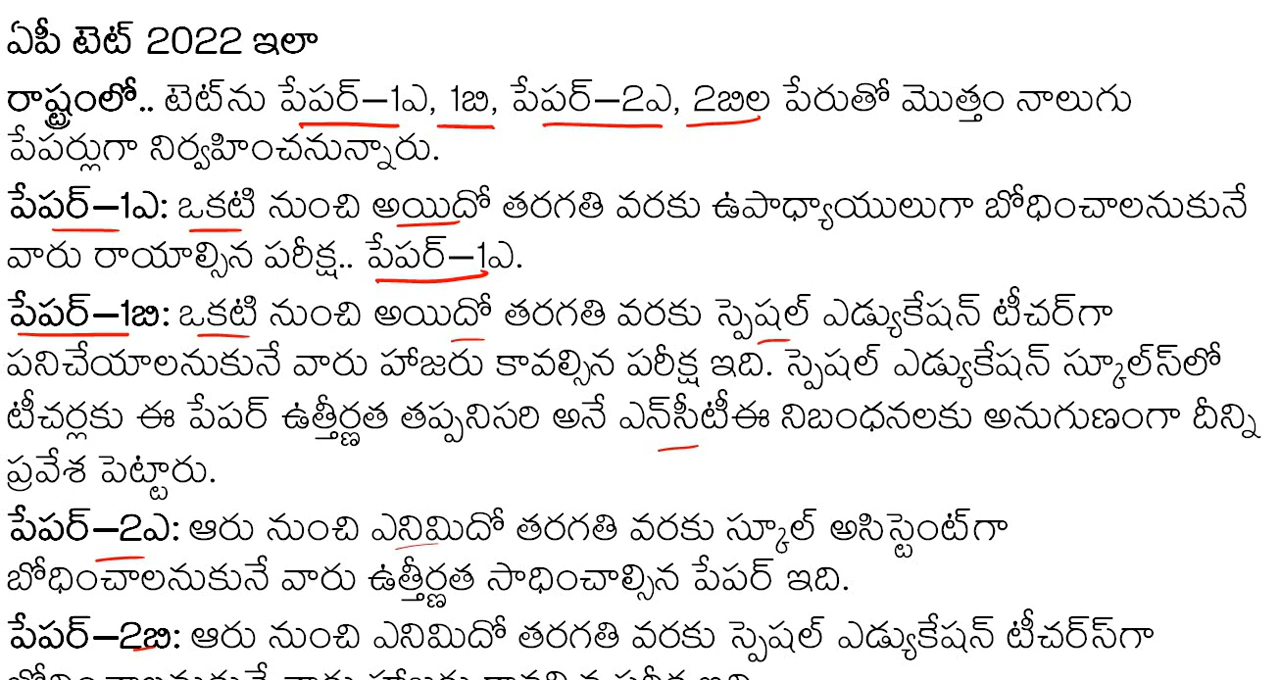 ఏపీ టెట్ 2022 ఇలా
రాష్ట్రంలో.. టెట్‌ను పేపర్–1ఎ, 1బి, పేపర్–2ఎ, 2బిల పేరుతో మొత్తం నాలుగు
పేపర్లుగా నిర్వహించనున్నారు.
పేపర్–1ఎ: ఒకటి నుంచి అయిదో తరగతి వరకు ఉపాధ్యాయులుగా బోధించాలనుకునే
వారు రాయాల్సిన పరీక్ష.. పేపర్–1ఎ.
పేపర్–1బి: ఒకటి నుంచి అయిదో తరగతి వరకు స్పెషల్ ఎడ్యుకేషన్ టీచర్‌గా
పనిచేయాలనుకునే వారు హాజరు కావల్సిన పరీక్ష ఇది. స్పెషల్ ఎడ్యుకేషన్ స్కూల్స్‌లో
టీచర్లకు ఈ పేపర్ ఉత్తీర్ణత తప్పనిసరి అనే ఎన్‌సీటీఈ నిబంధనలకు అనుగుణంగా దీన్ని
ప్రవేశ పెట్టారు.
పేపర్–2ఎ: ఆరు నుంచి ఎనిమిదో తరగతి వరకు స్కూల్ అసిస్టెంట్‌గా
బోధించాలనుకునే వారు ఉత్తీర్ణత సాధించాల్సిన పేపర్ ఇది.
పేపర్–2బి: ఆరు నుంచి ఎనిమిదో తరగతి వరకు స్పెషల్ ఎడ్యుకేషన్ టీచర్స్‌గా